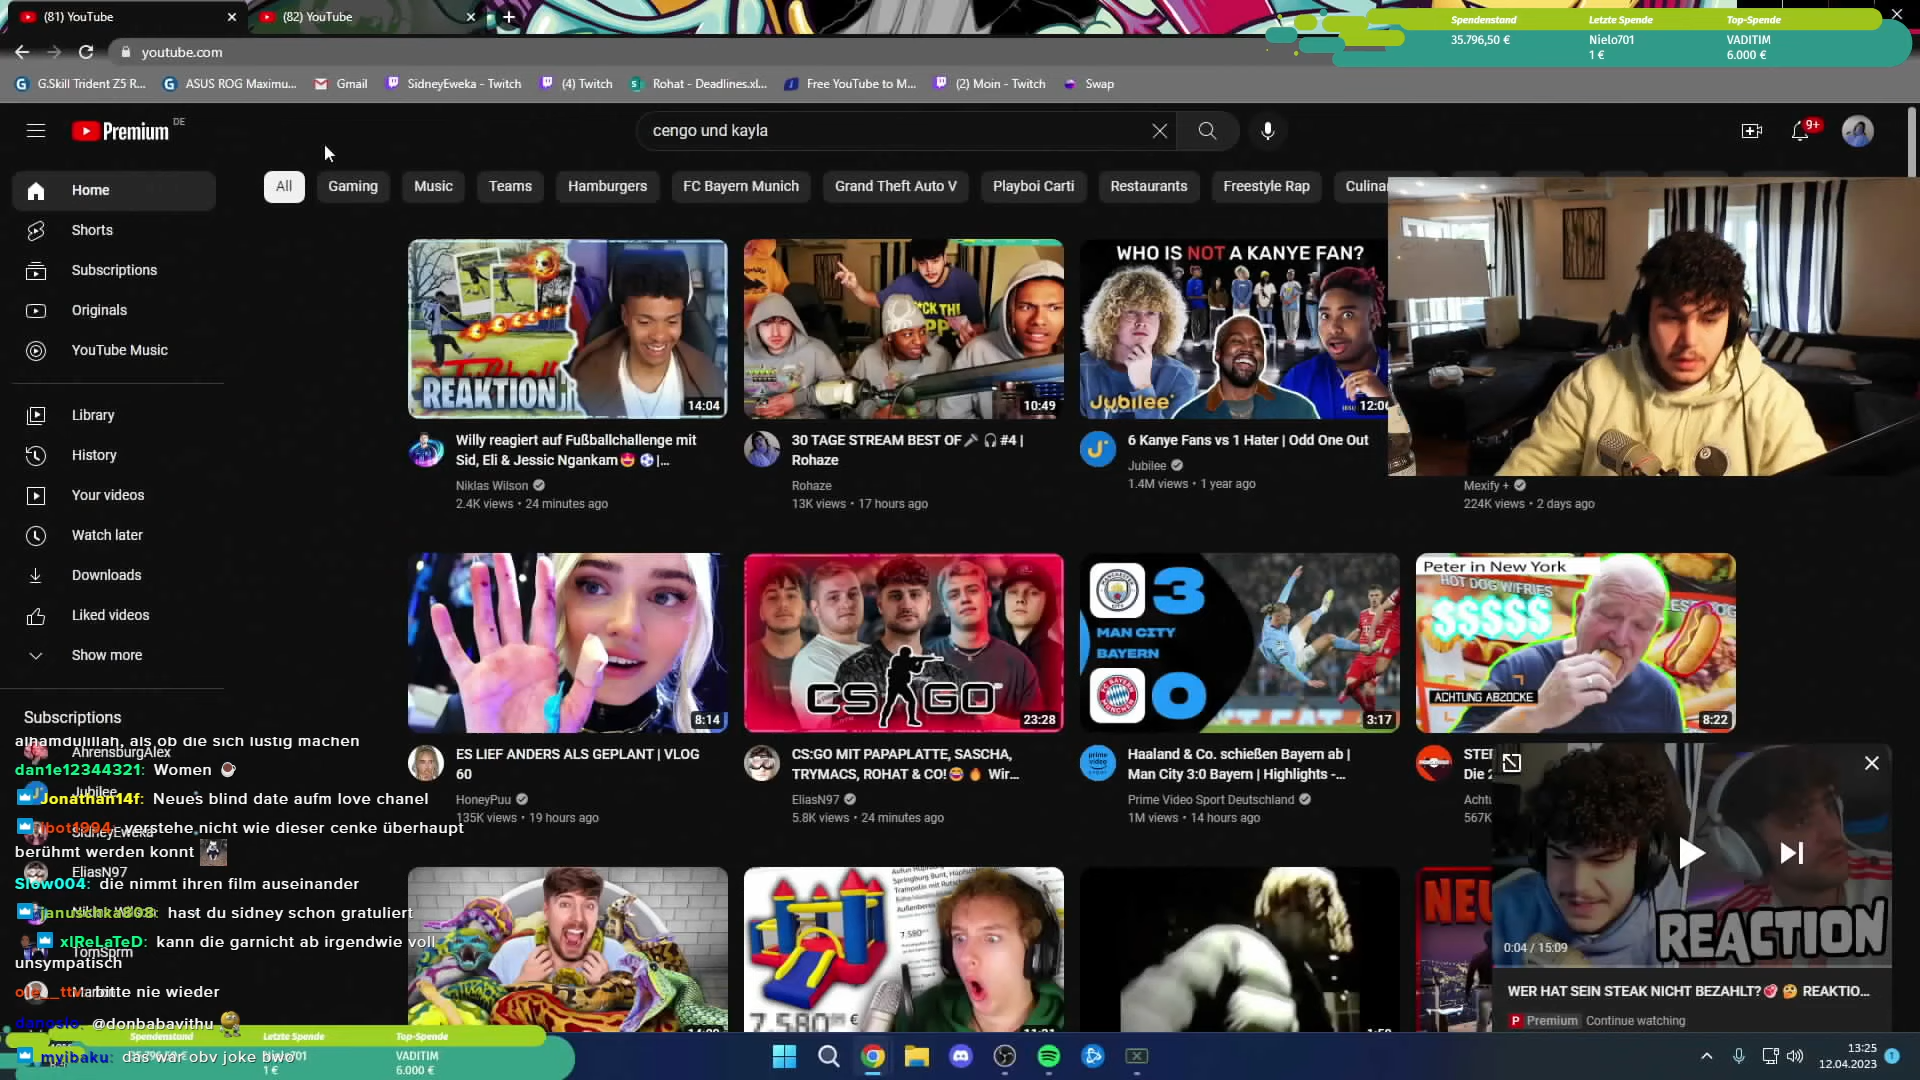 (81) YouTube
(82) YouTube
Spendenstand
Letzte Spende
Top-Spende
35.796,50 €
Nielo701
VADITIM
1 €
6.000 €
youtube.com
G.Skill Trident Z5 R...
ASUS ROG Maximu...
Gmail
SidneyEweka - Twitch
(4) Twitch
Rohat - Deadlines.xl...
Free YouTube to M...
(2) Moin - Twitch
Swap
Premium
DE
cengo und kayla
9+
All
Gaming
Music
Teams
Hamburgers
FC Bayern Munich
Grand Theft Auto V
Playboi Carti
Restaurants
Freestyle Rap
Home
Shorts
Subscriptions
Originals
YouTube Music
Library
History
Your videos
Watch later
Downloads
Liked videos
Show more
Subscriptions
REAKTION
14:04
Willy reagiert auf Fußballchallenge mit
Sid, Eli & Jessic Ngankam🤩 ⚽|...
Niklas Wilson
2.4K views • 24 minutes ago
10:49
30 TAGE STREAM BEST OF🎤 🎧 #4 |
Rohaze
Rohaze
13K views • 17 hours ago
WHO IS NOT A KANYE FAN?
Jubilee
12:06
6 Kanye Fans vs 1 Hater | Odd One Out
Jubilee
1.4M views • 1 year ago
Mexify +
224K views • 2 days ago
8:14
ES LIEF ANDERS ALS GEPLANT | VLOG
60
HoneyPuu
135K views • 19 hours ago
CS GO
23:28
CS:GO MIT PAPAPLATTE, SASCHA,
TRYMACS, ROHAT & CO!😂 🔥 Wir...
EliasN97
5.8K views • 24 minutes ago
3
MAN CITY
BAYERN
0
3:17
Haaland & Co. schießen Bayern ab |
Man City 3:0 Bayern | Highlights -...
Prime Video Sport Deutschland
1M views • 14 hours ago
Peter in New York
HOT DOG W/FRIES
$$$$$
ACHTUNG ABZOCKE
8:22
Die 2
567K
alhamdulillah, als ob die sich lustig machen
AhrensburgAlex
dan1e12344321: Women ☕
Jubilee
Jonathan14f: Neues blind date aufm love chanel
SidneyEweka
verstehe nicht wie dieser cenke überhaupt
berühmt werden konnt
EliasN97
Slow004: die nimmt ihren film auseinander
hast du sidney schon gratuliert
xIReLaTeD: kann die garnicht ab irgendwie voll
unsympatisch
TomSprm
bitte nie wieder
@donbabavithu
myibaku: das war obv joke bwo
Spendenstand
Letzte Spende
Top-Spende
VADITIM
1 €
6.000 €
7.580
€
REACTION
0:04 / 15:09
WER HAT SEIN STEAK NICHT BEZAHLT?🥩 🤔 REAKTIO...
P Premium
Continue watching
13:25
12.04.2023
1